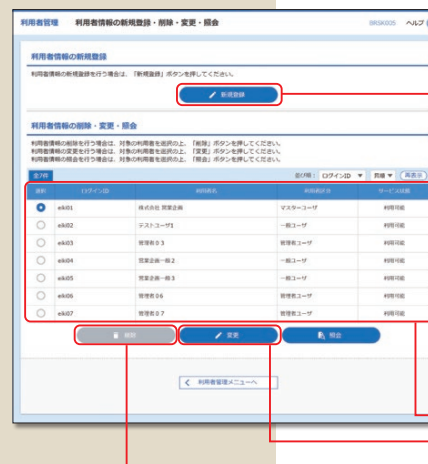 利用者管理 利用者情報の新規登録・削除・変更・照会 BRSK005 ヘルプ
利用者情報の新規登録
利用者情報の新規登録を行う場合は、「新規登録」ボタンを押してください。
新規登録
利用者情報の削除・変更・照会
利用者情報の削除を行う場合は、対象の利用者を選択の上、「削除」ボタンを押してください。
利用者情報の変更を行う場合は、対象の利用者を選択の上、「変更」ボタンを押してください。
利用者情報の照会を行う場合は、対象の利用者を選択の上、「照会」ボタンを押してください。
全7件 並び順: ログインID ▼ 昇順 ▼ 再表示
選択 ログインID 利用者名 利用者区分 サービス状態
eiki01 株式会社 営業企画 マスターユーザ 利用可能
eiki02 テストユーザ1 一般ユーザ 利用可能
eiki03 管理者03 管理者ユーザ 利用可能
eiki04 営業企画一般2 一般ユーザ 利用可能
eiki05 営業企画一般3 一般ユーザ 利用可能
eiki06 管理者06 管理者ユーザ 利用可能
eiki07 管理者07 管理者ユーザ 利用可能
削除 変更 照会
利用者管理メニューへ